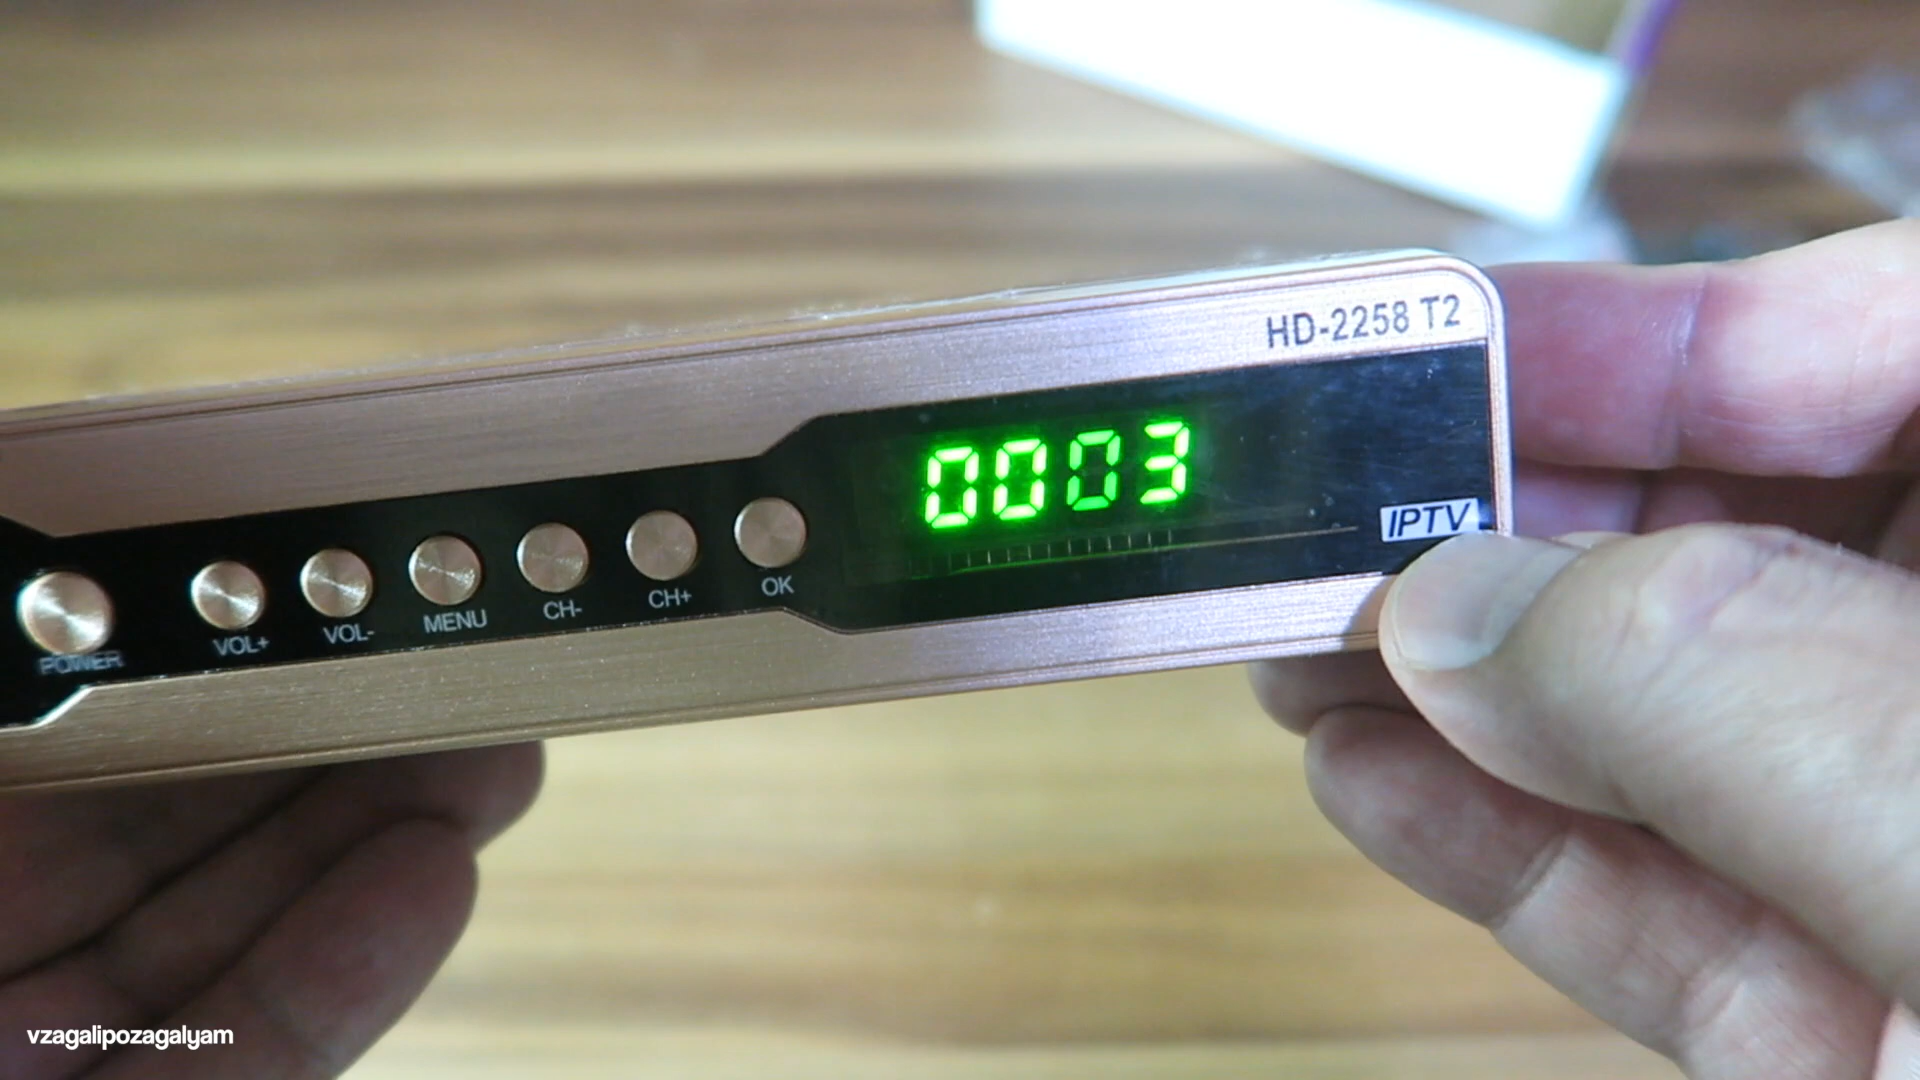 HD-2258 T2
0003
IPTV
POWER
VOL+
VOL-
MENU
CH-
CH+
OK
vzagalipozagalyam